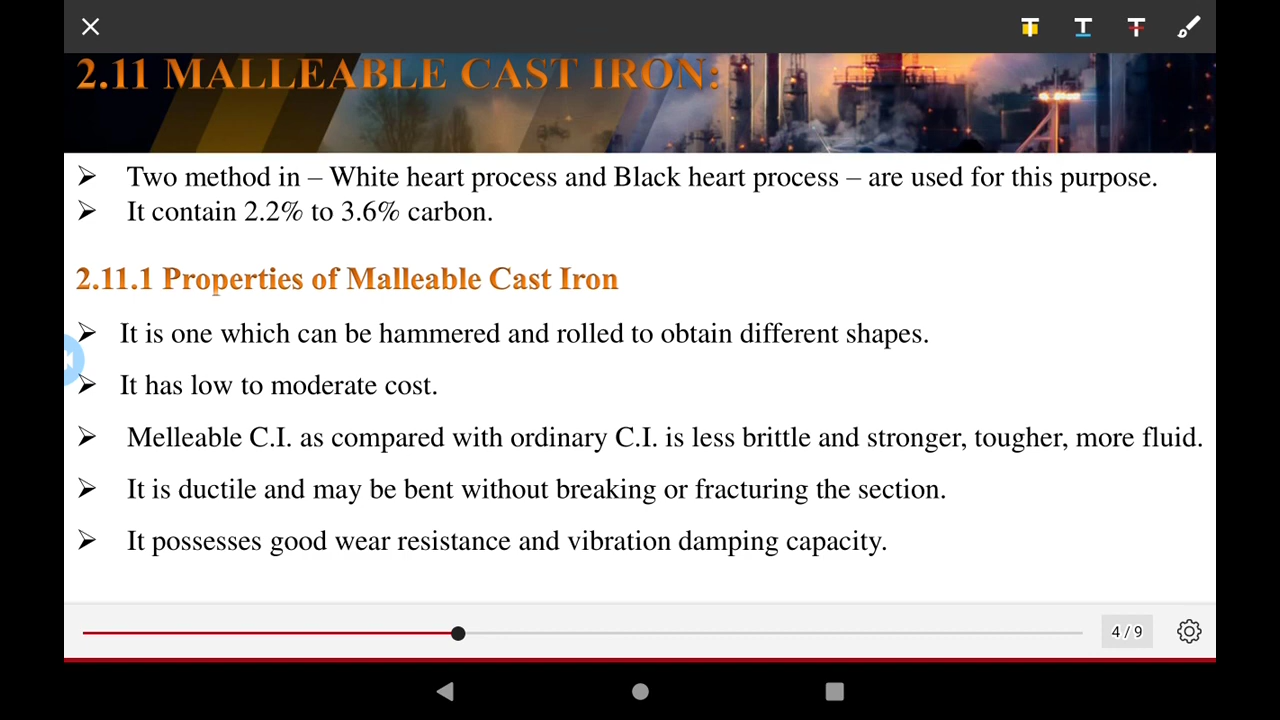 2.11 MALLEABLE CAST IRON:
➢ Two method in – White heart process and Black heart process – are used for this purpose.
➢ It contain 2.2% to 3.6% carbon.
2.11.1 Properties of Malleable Cast Iron
➢ It is one which can be hammered and rolled to obtain different shapes.
➢ It has low to moderate cost.
➢ Melleable C.I. as compared with ordinary C.I. is less brittle and stronger, tougher, more fluid.
➢ It is ductile and may be bent without breaking or fracturing the section.
➢ It possesses good wear resistance and vibration damping capacity.
4 / 9